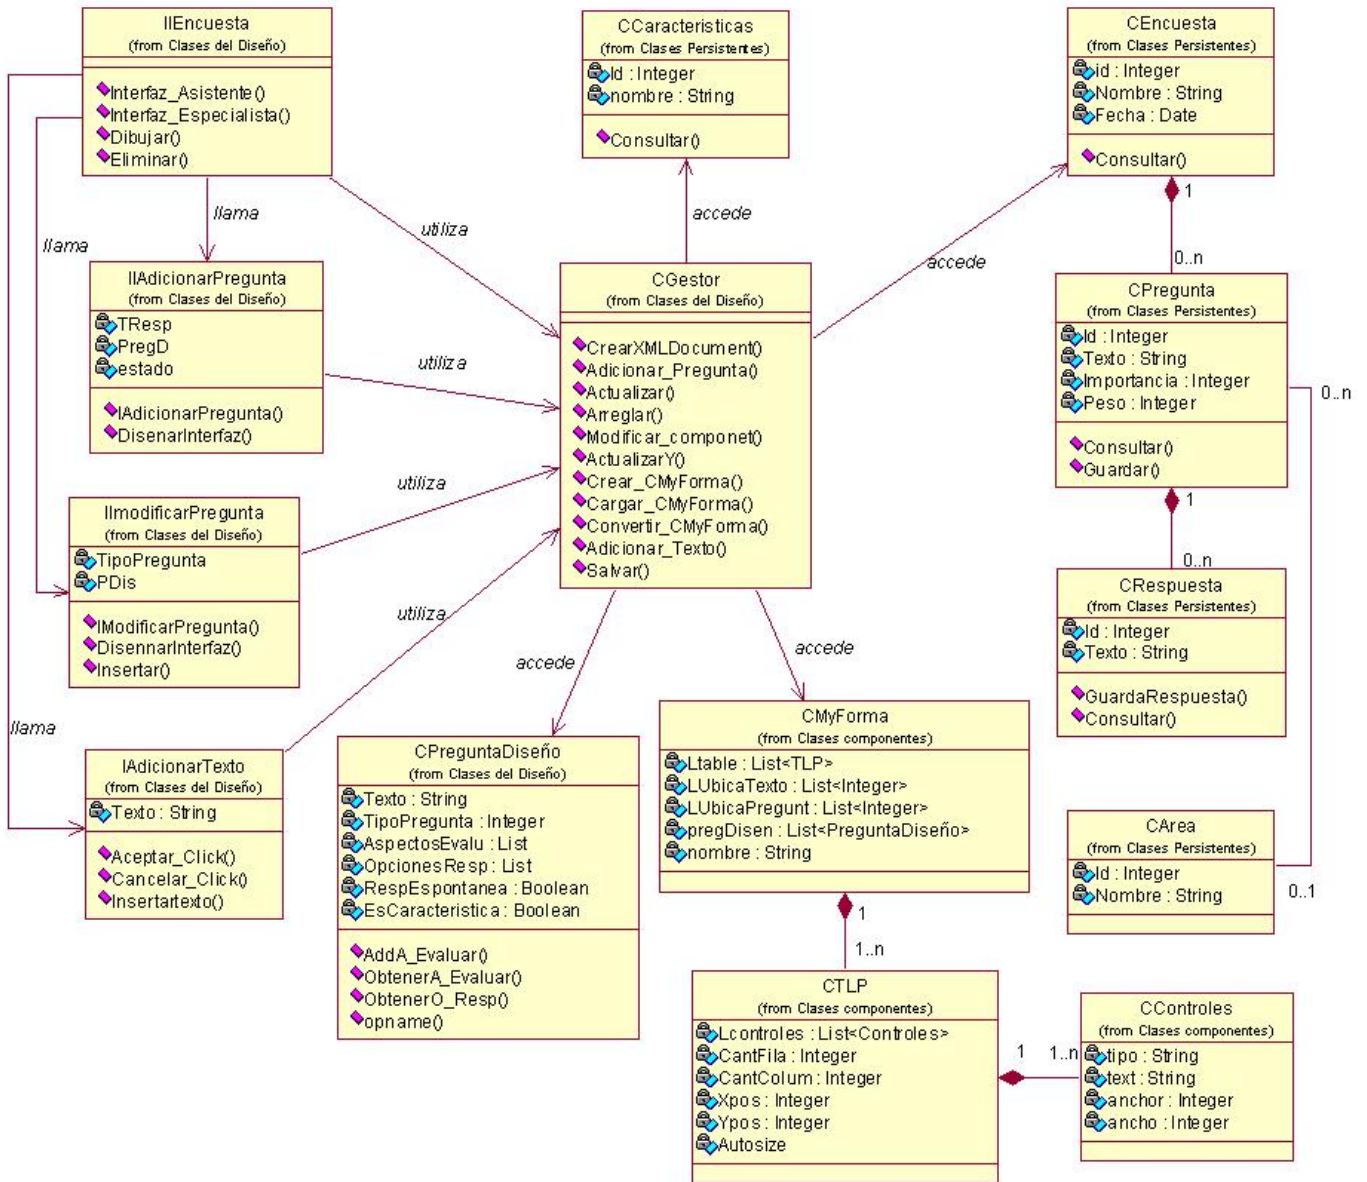 IIEncuesta
(from Clases del Diseño)
Interfaz_Asistente()
Interfaz_Especialista()
Dibujar()
Eliminar()
CCaracteristicas
(from Clases Persistentes)
Id : Integer
nombre : String
Consultar()
CEncuesta
(from Clases Persistentes)
id : Integer
Nombre : String
Fecha : Date
Consultar()
1
0..n
llama
llama
utiliza
accede
accede
IIAdicionarPregunta
(from Clases del Diseño)
TResp
PregD
estado
IAdicionarPregunta()
DisenarInterfaz()
utiliza
CGestor
(from Clases del Diseño)
CrearXMLDocument()
Adicionar_Pregunta()
Actualizar()
Arreglar()
Modificar_componet()
ActualizarY()
Crear_CMyForma()
Cargar_CMyForma()
Convertir_CMyForma()
Adicionar_Texto()
Salvar()
CPregunta
(from Clases Persistentes)
Id : Integer
Texto : String
Importancia : Integer
Peso : Integer
Consultar()
Guardar()
0..n
1
0..n
IImodificarPregunta
(from Clases del Diseño)
TipoPregunta
PDis
IModificarPregunta()
DisennarInterfaz()
Insertar()
utiliza
utiliza
CRespuesta
(from Clases Persistentes)
Id : Integer
Texto : String
GuardaRespuesta()
Consultar()
llama
accede
accede
IAdicionarTexto
(from Clases del Diseño)
Texto : String
Aceptar_Click()
Cancelar_Click()
Insertartexto()
CPreguntaDiseño
(from Clases del Diseño)
Texto : String
TipoPregunta : Integer
AspectosEvalu : List
OpcionesResp : List
RespEspontanea : Boolean
EsCaracteristica : Boolean
AddA_Evaluar()
ObtenerA_Evaluar()
ObtenerO_Resp()
opname()
CMyForma
(from Clases componentes)
Ltable : List<TLP>
LUbicaTexto : List<Integer>
LUbicaPregunt : List<Integer>
pregDisen : List<PreguntaDiseño>
nombre : String
CArea
(from Clases Persistentes)
Id : Integer
Nombre : String
0..1
1
1..n
CTLP
(from Clases componentes)
Lcontroles : List<Controles>
CantFila : Integer
CantColum : Integer
Xpos : Integer
Ypos : Integer
Autosize
1
1..n
CControles
(from Clases componentes)
tipo : String
text : String
anchor : Integer
ancho : Integer